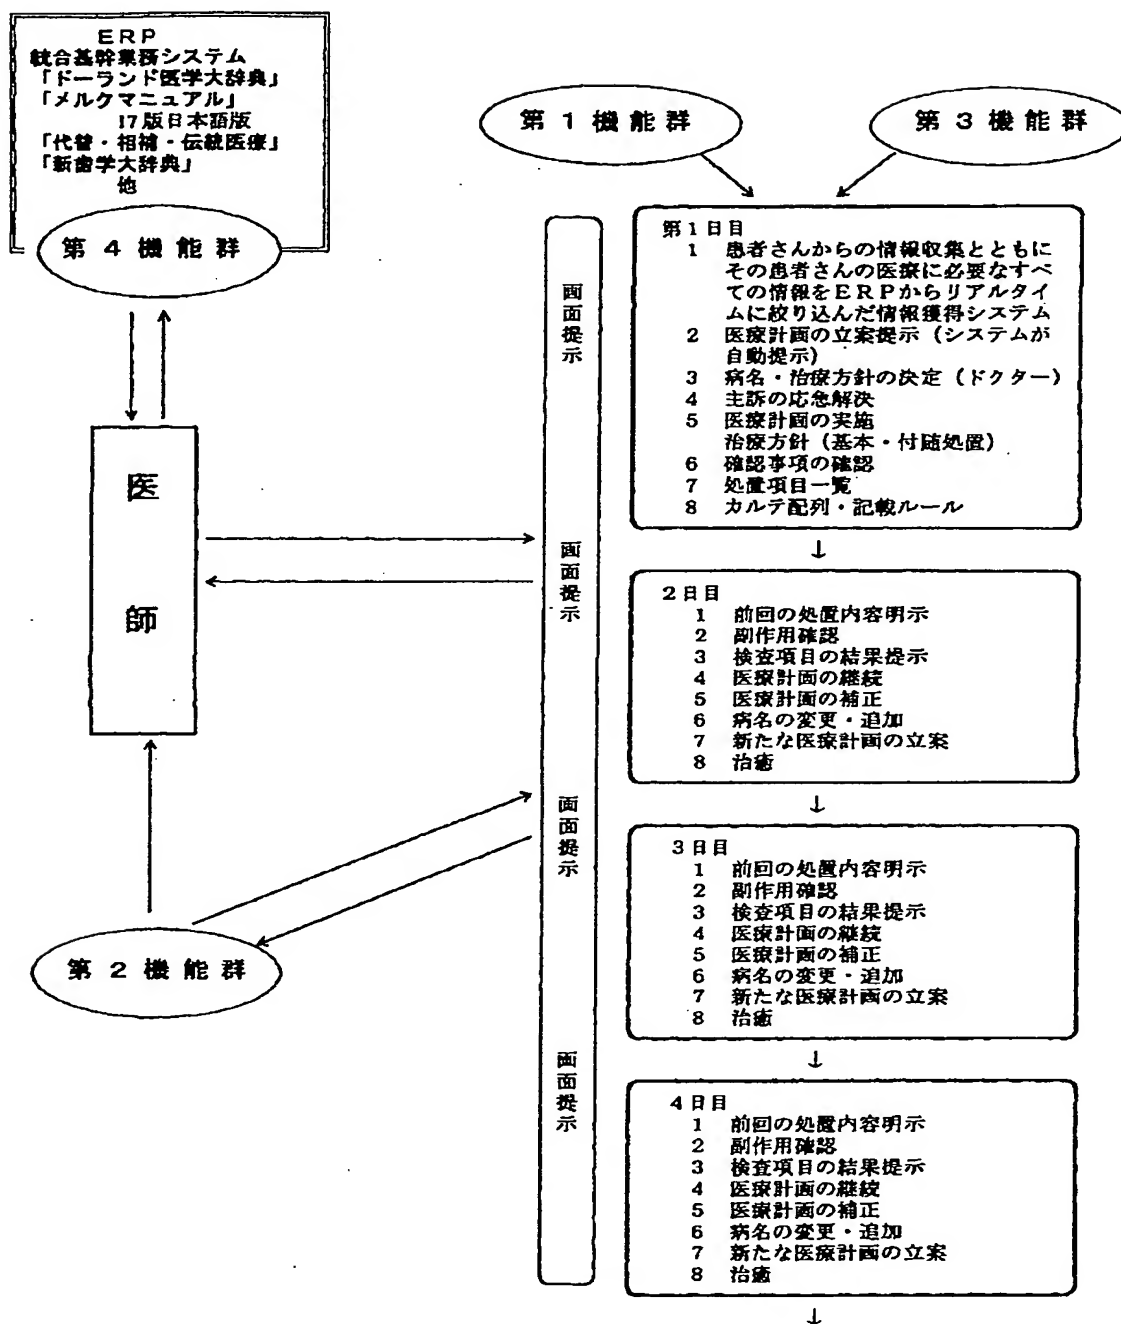 ERP
統合基幹業務システム
「ドーランド医学大辞典」
「メルクマニュアル」
17版日本語版
「代替・相補・伝統医療」
「新歯学大辞典」
他
第4機能群
医師
第2機能群
第1機能群
第3機能群
画面提示
画面提示
画面提示
画面提示
第1日目
1 患者さんからの情報収集とともに
その患者さんの医療に必要なすべ
ての情報をERPからリアルタイ
ムに絞り込んだ情報獲得システム
2 医療計画の立案提示（システムが
自動提示）
3 病名・治療方針の決定（ドクター）
4 主訴の応急解決
5 医療計画の実施
治療方針（基本・付随処置）
6 確認事項の確認
7 処置項目一覧
8 カルテ配列・記載ルール
↓
2日目
1 前回の処置内容明示
2 副作用確認
3 検査項目の結果提示
4 医療計画の継続
5 医療計画の補正
6 病名の変更・追加
7 新たな医療計画の立案
8 治癒
↓
3日目
1 前回の処置内容明示
2 副作用確認
3 検査項目の結果提示
4 医療計画の継続
5 医療計画の補正
6 病名の変更・追加
7 新たな医療計画の立案
8 治癒
↓
4日目
1 前回の処置内容明示
2 副作用確認
3 検査項目の結果提示
4 医療計画の継続
5 医療計画の補正
6 病名の変更・追加
7 新たな医療計画の立案
8 治癒
↓